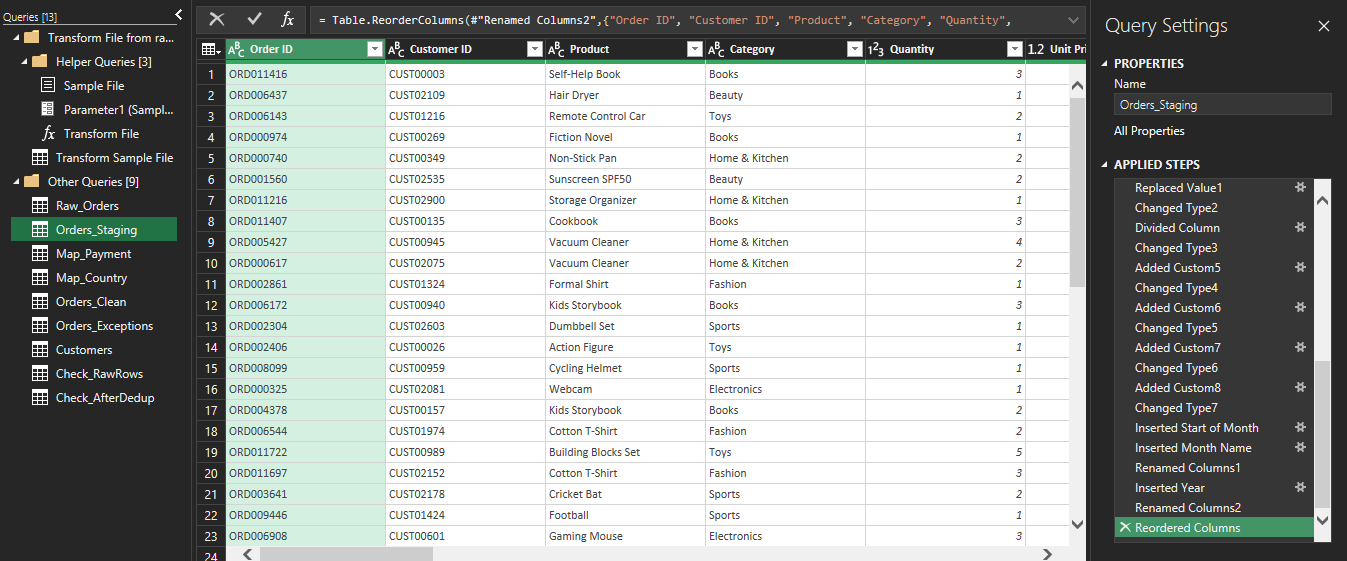 Queries [13]
Transform File from ra...
Helper Queries [3]
Sample File
Parameter1 (Sampl...
fx Transform File
Transform Sample File
Other Queries [9]
Raw_Orders
Orders_Staging
Map_Payment
Map_Country
Orders_Clean
Orders_Exceptions
Customers
Check_RawRows
Check_AfterDedup
fx = Table.ReorderColumns(#"Renamed Columns2",{"Order ID", "Customer ID", "Product", "Category", "Quantity",
ABC Order ID ABC Customer ID ABC Product ABC Category 123 Quantity 1.2 Unit Pri
1 ORD011416 CUST00003 Self-Help Book Books 3
2 ORD006437 CUST02109 Hair Dryer Beauty 1
3 ORD006143 CUST01216 Remote Control Car Toys 2
4 ORD000974 CUST00269 Fiction Novel Books 1
5 ORD000740 CUST00349 Non-Stick Pan Home & Kitchen 2
6 ORD001560 CUST02535 Sunscreen SPF50 Beauty 2
7 ORD011216 CUST02900 Storage Organizer Home & Kitchen 1
8 ORD011407 CUST00135 Cookbook Books 3
9 ORD005427 CUST00945 Vacuum Cleaner Home & Kitchen 4
10 ORD000617 CUST02075 Vacuum Cleaner Home & Kitchen 2
11 ORD002861 CUST01324 Formal Shirt Fashion 1
12 ORD006172 CUST00940 Kids Storybook Books 3
13 ORD002304 CUST02603 Dumbbell Set Sports 1
14 ORD002406 CUST00026 Action Figure Toys 1
15 ORD008099 CUST00959 Cycling Helmet Sports 1
16 ORD000325 CUST02081 Webcam Electronics 1
17 ORD004378 CUST00157 Kids Storybook Books 2
18 ORD006544 CUST01974 Cotton T-Shirt Fashion 2
19 ORD011722 CUST00989 Building Blocks Set Toys 5
20 ORD011697 CUST02152 Cotton T-Shirt Fashion 3
21 ORD003641 CUST02178 Cricket Bat Sports 2
22 ORD009446 CUST01424 Football Sports 1
23 ORD006908 CUST00601 Gaming Mouse Electronics 3
24
Query Settings
PROPERTIES
Name
Orders_Staging
All Properties
APPLIED STEPS
Replaced Value1
Changed Type2
Divided Column
Changed Type3
Added Custom5
Changed Type4
Added Custom6
Changed Type5
Added Custom7
Changed Type6
Added Custom8
Changed Type7
Inserted Start of Month
Inserted Month Name
Renamed Columns1
Inserted Year
Renamed Columns2
Reordered Columns